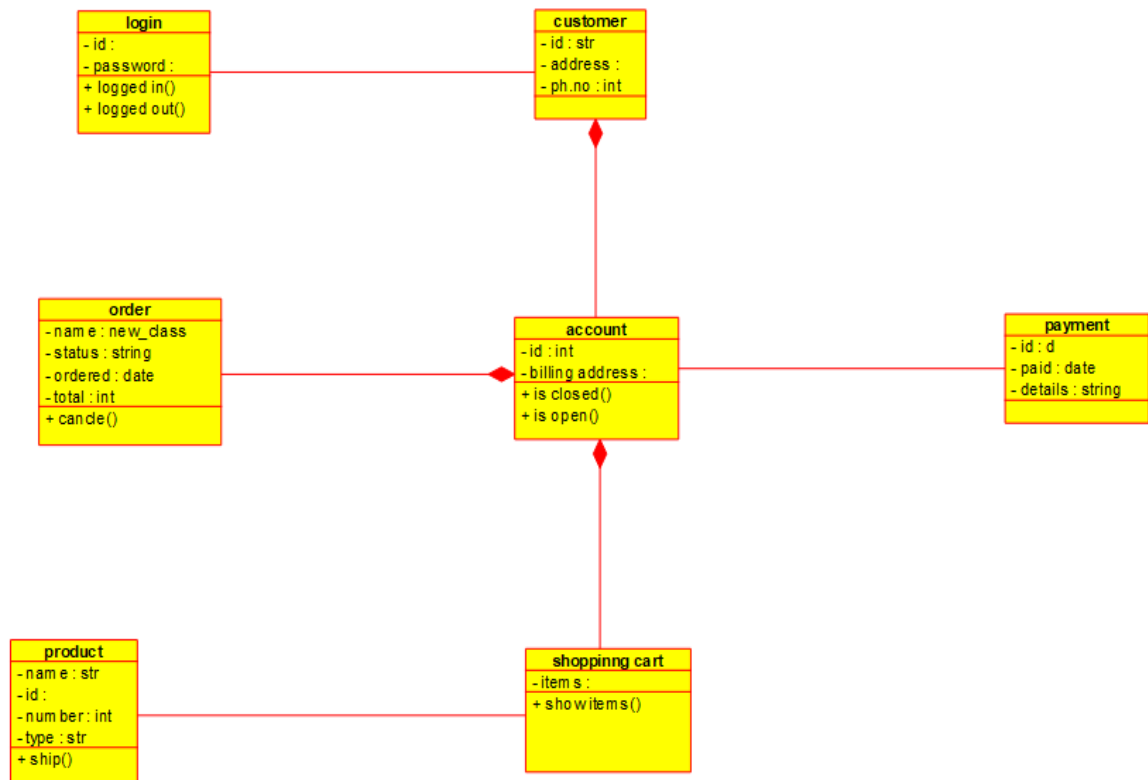 login
- id :
- password :
+ logged in()
+ logged out()
customer
- id : str
- address :
- ph.no : int
order
- name : new_class
- status : string
- ordered : date
- total : int
+ cancle()
account
- id : int
- billing address :
+ is closed()
+ is open()
payment
- id : d
- paid : date
- details : string
product
- name : str
- id :
- number : int
- type : str
+ ship()
shoppinng cart
- items :
+ showitems()